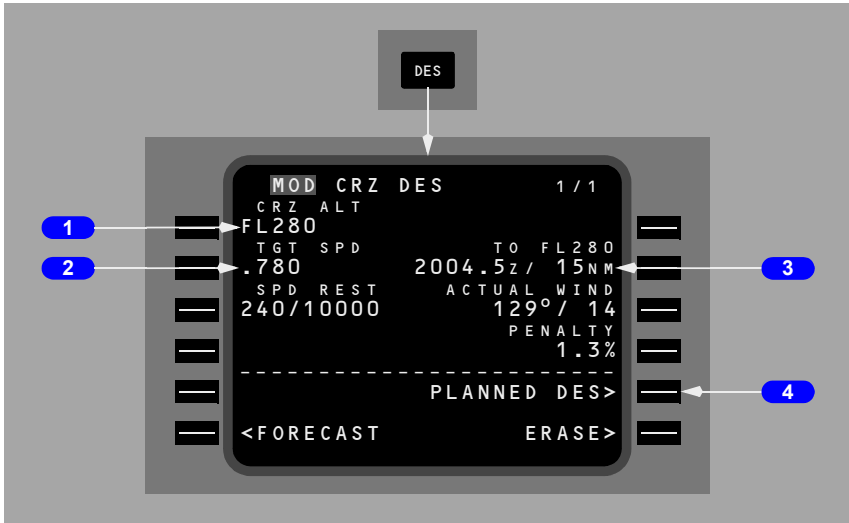 DES
MOD CRZ DES 1/1
CRZ ALT
1 FL280
TGT SPD TO FL280
2 .780 2004.5z/ 15NM 3
SPD REST ACTUAL WIND
240/10000 129°/ 14
PENALTY
1.3%
--------------------------
PLANNED DES> 4
<FORECAST ERASE>